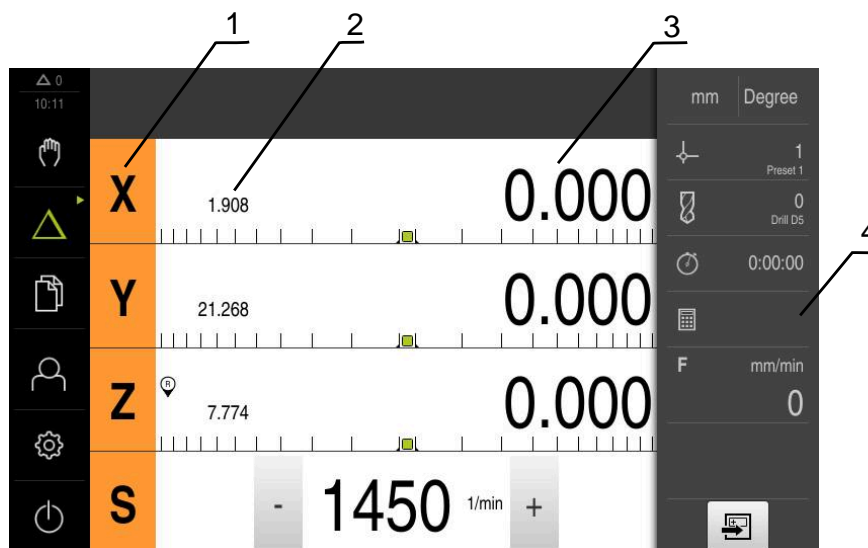 1 2 3
0
10:11
mm Degree
X 1.908 0.000
1
Preset 1
0
Drill D5
0:00:00
4
Y 21.268 0.000
F mm/min
0
Z R 7.774 0.000
S - 1450 1/min +